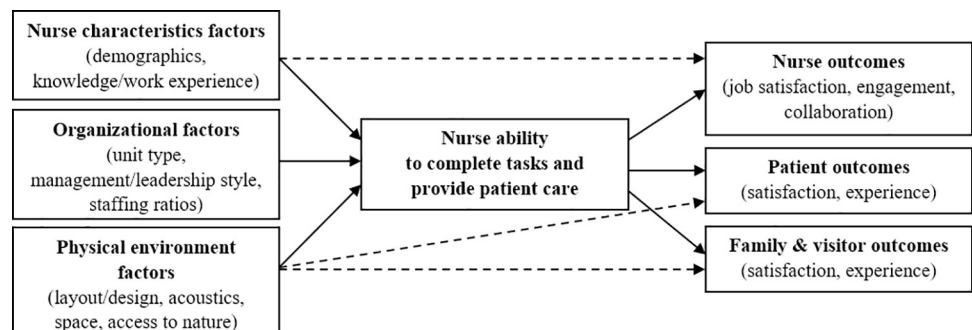 Nurse characteristics factors
(demographics,
knowledge/work experience)
Organizational factors
(unit type,
management/leadership style,
staffing ratios)
Physical environment
factors
(layout/design, acoustics,
space, access to nature)
Nurse ability
to complete tasks and
provide patient care
Nurse outcomes
(job satisfaction, engagement,
collaboration)
Patient outcomes
(satisfaction, experience)
Family & visitor outcomes
(satisfaction, experience)